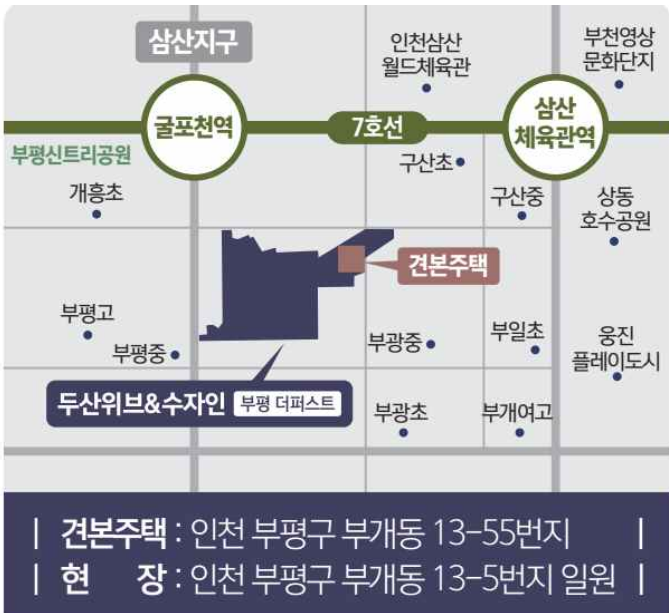 삼산지구
인천삼산
월드체육관
부천영상
문화단지
굴포천역
7호선
삼산
체육관역
부평신트리공원
구산초
개흥초
구산중
상동
호수공원
견본주택
부평고
부평중
부광중
부일초
웅진
플레이도시
두산위브&수자인 부평 더퍼스트
부광초
부개여고
| 견본주택 : 인천 부평구 부개동 13-55번지 |
| 현 장 : 인천 부평구 부개동 13-5번지 일원 |